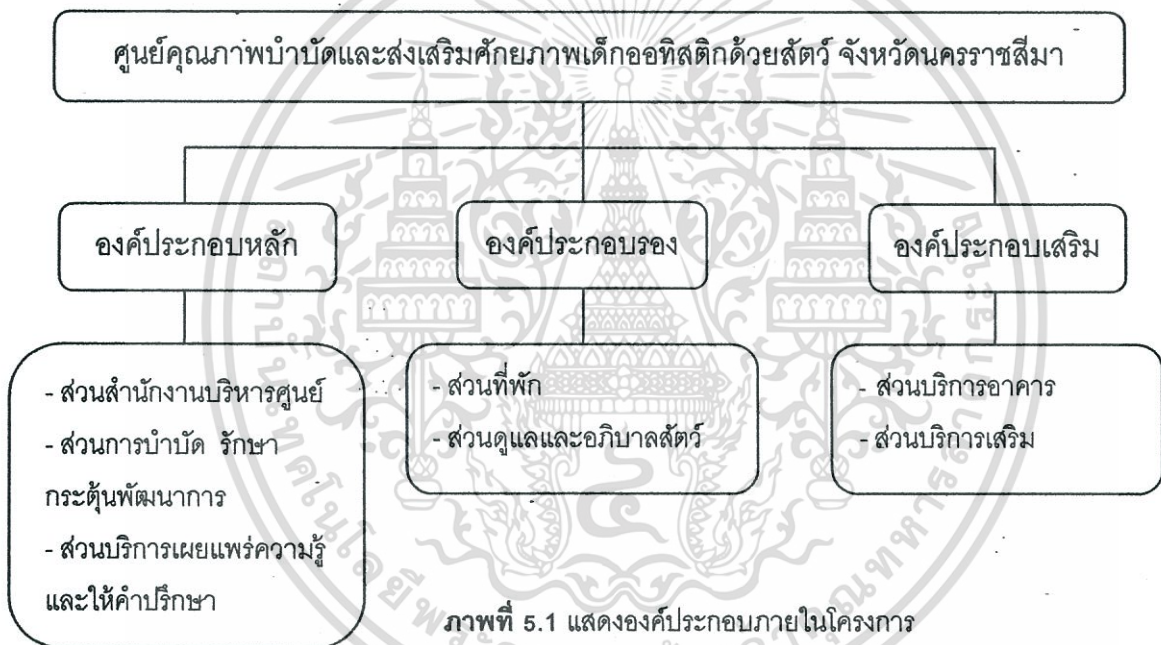 ศูนย์คุณภาพบำบัดและส่งเสริมศักยภาพเด็กออทิสติกด้วยสัตว์ จังหวัดนครราชสีมา
องค์ประกอบหลัก
องค์ประกอบรอง
องค์ประกอบเสริม
- ส่วนสำนักงานบริหารศูนย์
- ส่วนการบำบัด รักษา
กระตุ้นพัฒนาการ
- ส่วนบริการเผยแพร่ความรู้
และให้คำปรึกษา
- ส่วนที่พัก
- ส่วนดูแลและอภิบาลสัตว์
- ส่วนบริการอาคาร
- ส่วนบริการเสริม
ภาพที่ 5.1 แสดงองค์ประกอบภายในโครงการ